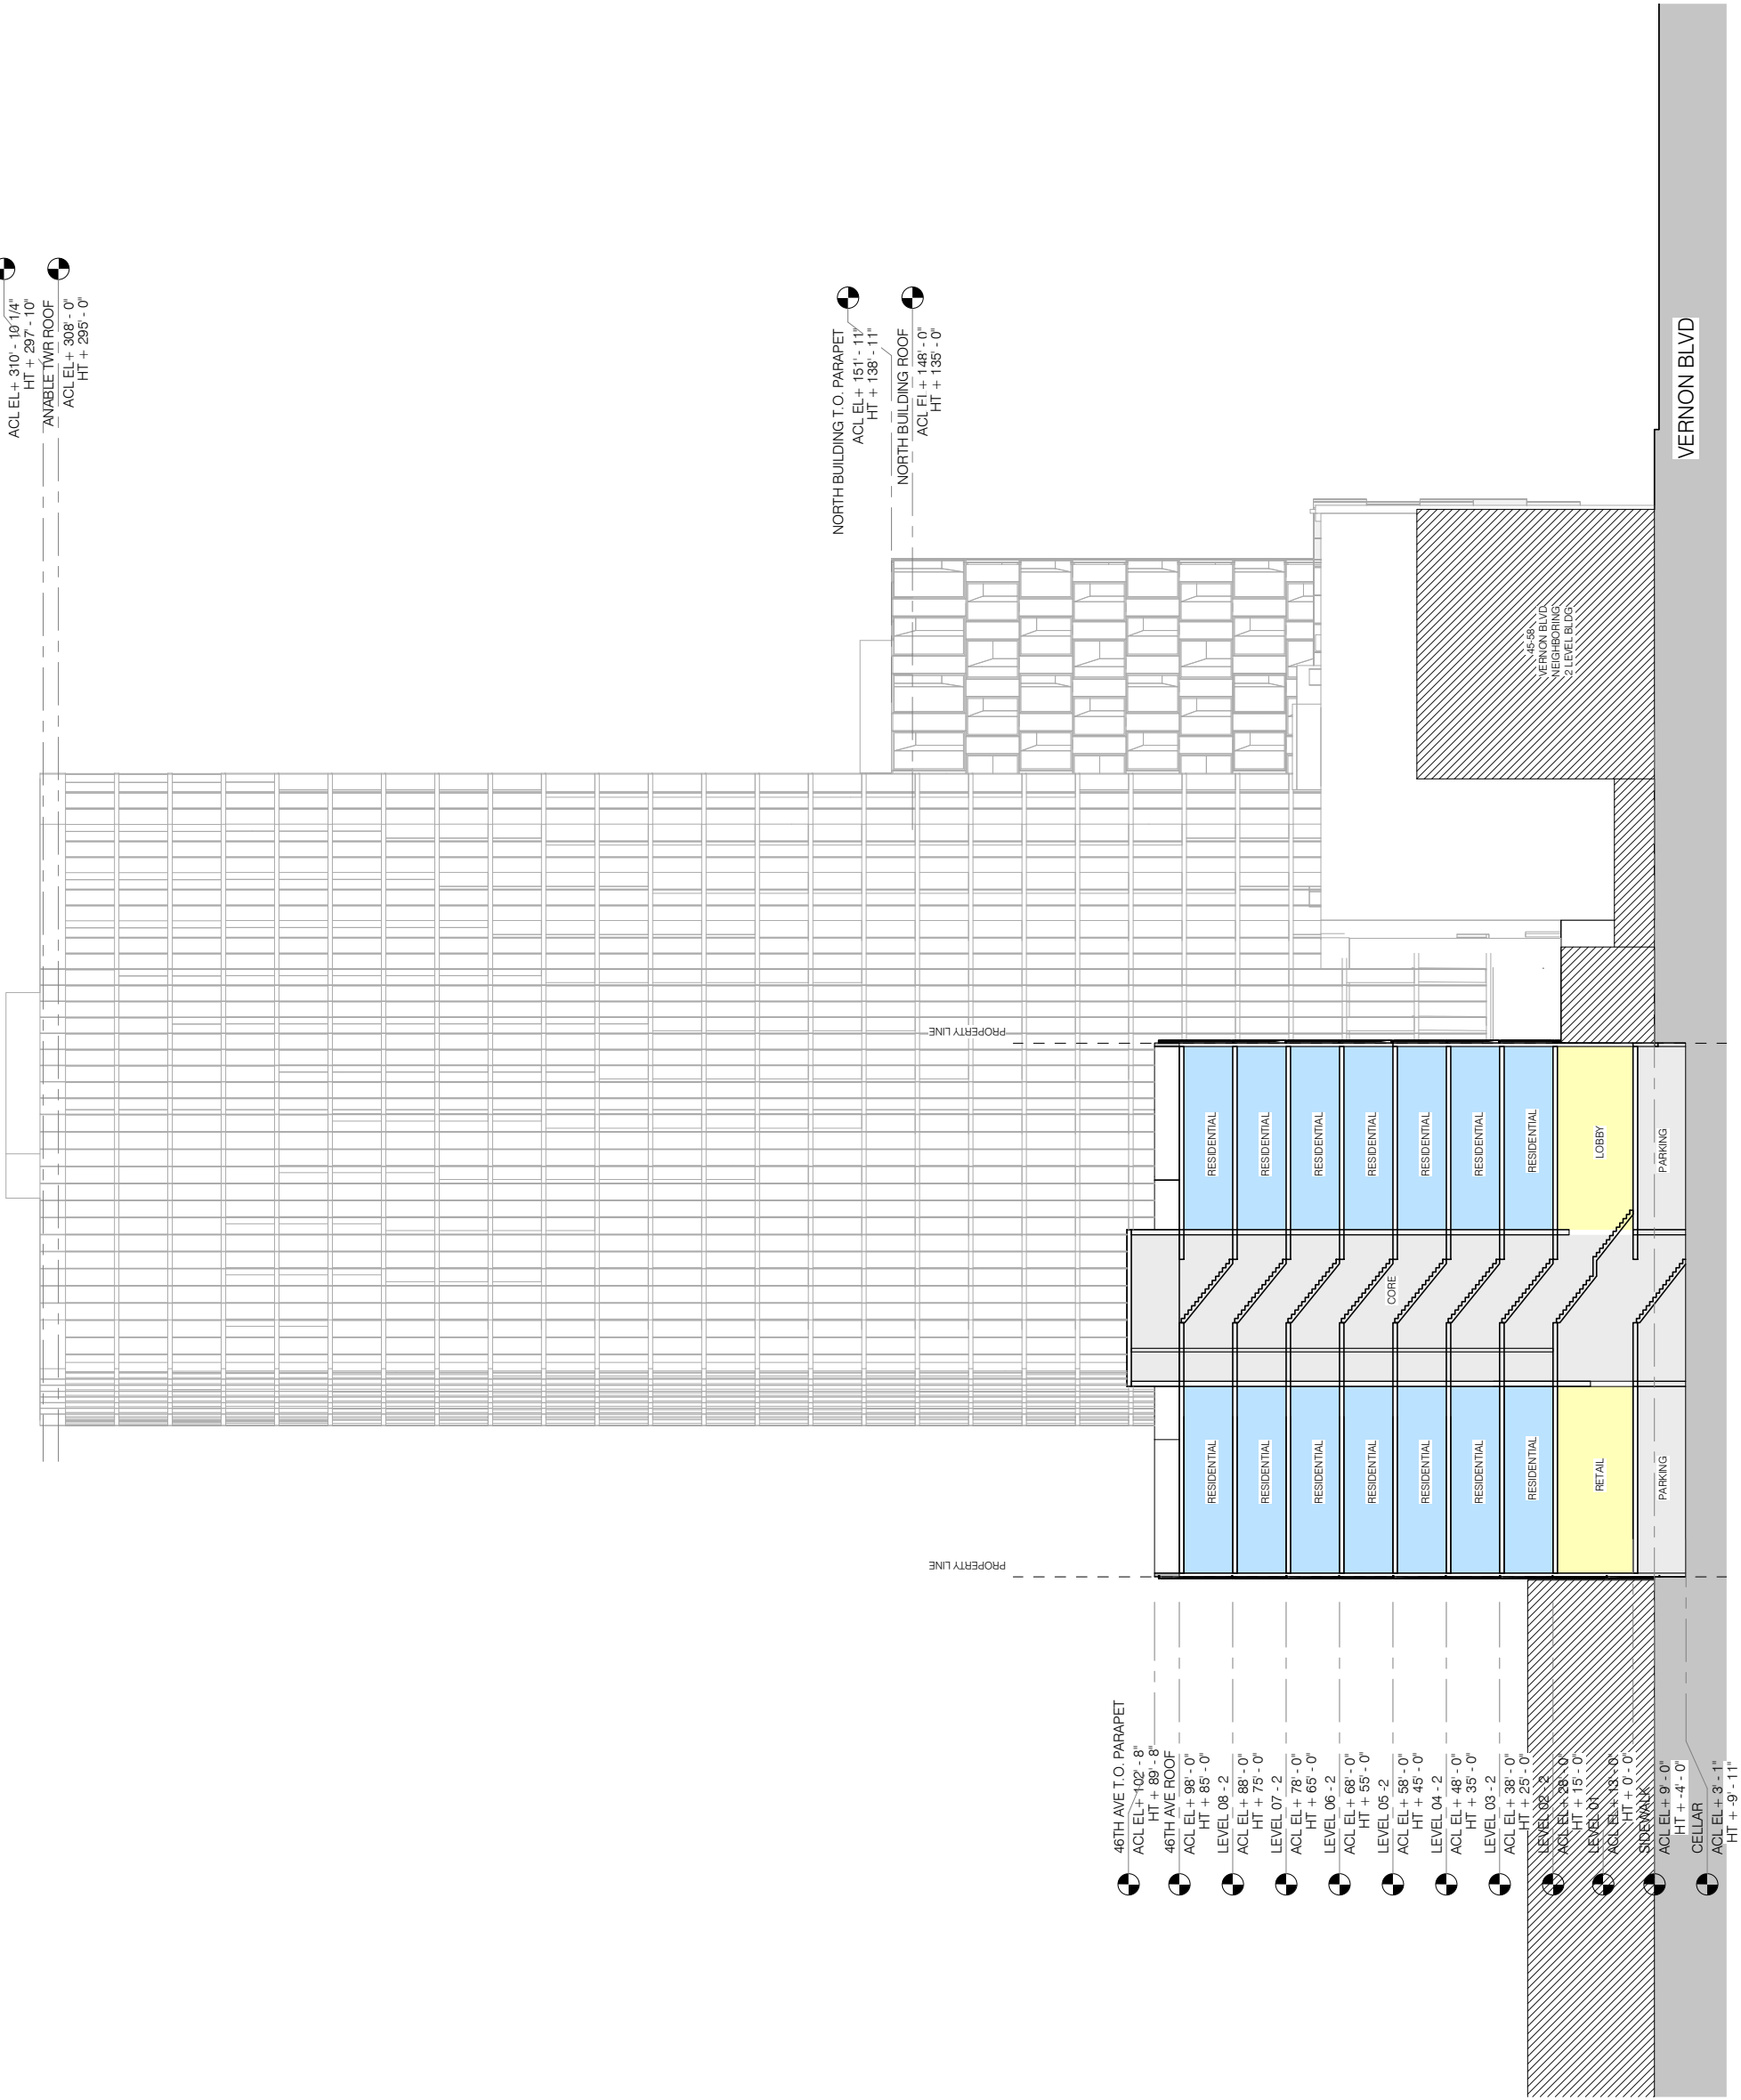 ACL EL+ 310' - 10 1/4"
HT + 297' - 10"
ANABLE TWR ROOF
ACL EL+ 308' - 0"
HT + 295' - 0"
NORTH BUILDING T.O. PARAPET
ACL EL+ 151' - 11"
HT + 138' - 11"
NORTH BUILDING ROOF
ACL EL+ 148' - 0"
HT + 135' - 0"
PROPERTY LINE
PROPERTY LINE
46TH AVE T.O. PARAPET
ACL EL+ 102' - 8"
HT + 89' - 8"
46TH AVE ROOF
ACL EL+ 98' - 0"
HT + 85' - 0"
LEVEL 08 - 2
ACL EL+ 88' - 0"
HT + 75' - 0"
LEVEL 07 - 2
ACL EL+ 78' - 0"
HT + 65' - 0"
LEVEL 06 - 2
ACL EL+ 68' - 0"
HT + 55' - 0"
LEVEL 05 -2
ACL EL+ 58' - 0"
HT + 45' - 0"
LEVEL 04 - 2
ACL EL+ 48' - 0"
HT + 35' - 0"
LEVEL 03 - 2
ACL EL+ 38' - 0"
HT + 25' - 0"
LEVEL 02 - 2
ACL EL+ 28' - 0"
HT + 15' - 0"
LEVEL 01
ACL EL+ 13' - 0"
HT + 0' - 0"
SIDEWALK
ACL EL+ 9' - 0"
HT + -4' - 0"
CELLAR
ACL EL+ 3' - 1"
HT + -9' - 11"
RESIDENTIAL
RESIDENTIAL
RESIDENTIAL
RESIDENTIAL
RESIDENTIAL
RESIDENTIAL
RESIDENTIAL
RETAIL
PARKING
CORE
RESIDENTIAL
RESIDENTIAL
RESIDENTIAL
RESIDENTIAL
RESIDENTIAL
RESIDENTIAL
RESIDENTIAL
LOBBY
PARKING
45-58
VERNON BLVD
NEIGHBORING
2 LEVEL BLDG
VERNON BLVD